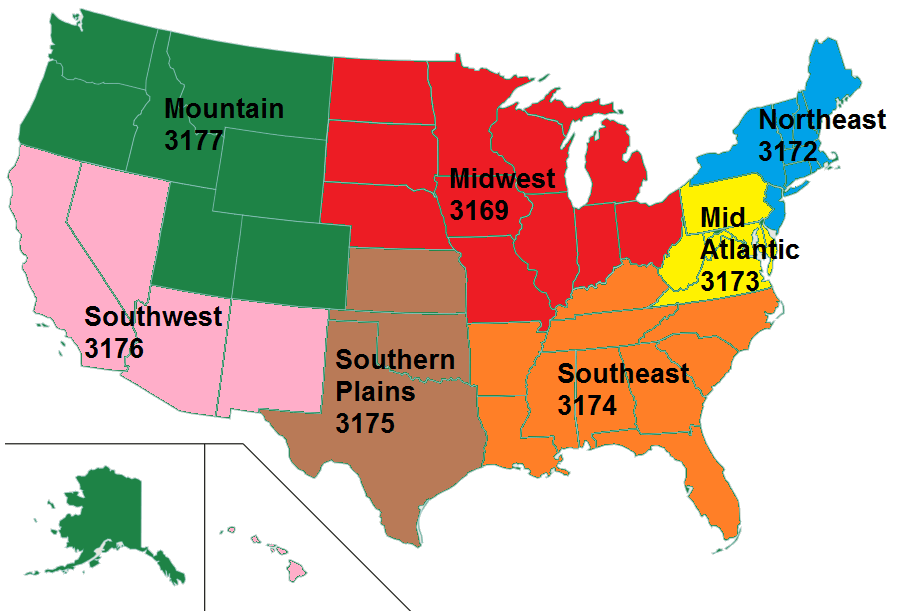 Mountain
3177
Northeast
3172
Midwest
3169
Mid
Atlantic
3173
Southwest
3176
Southern
Plains
3175
Southeast
3174